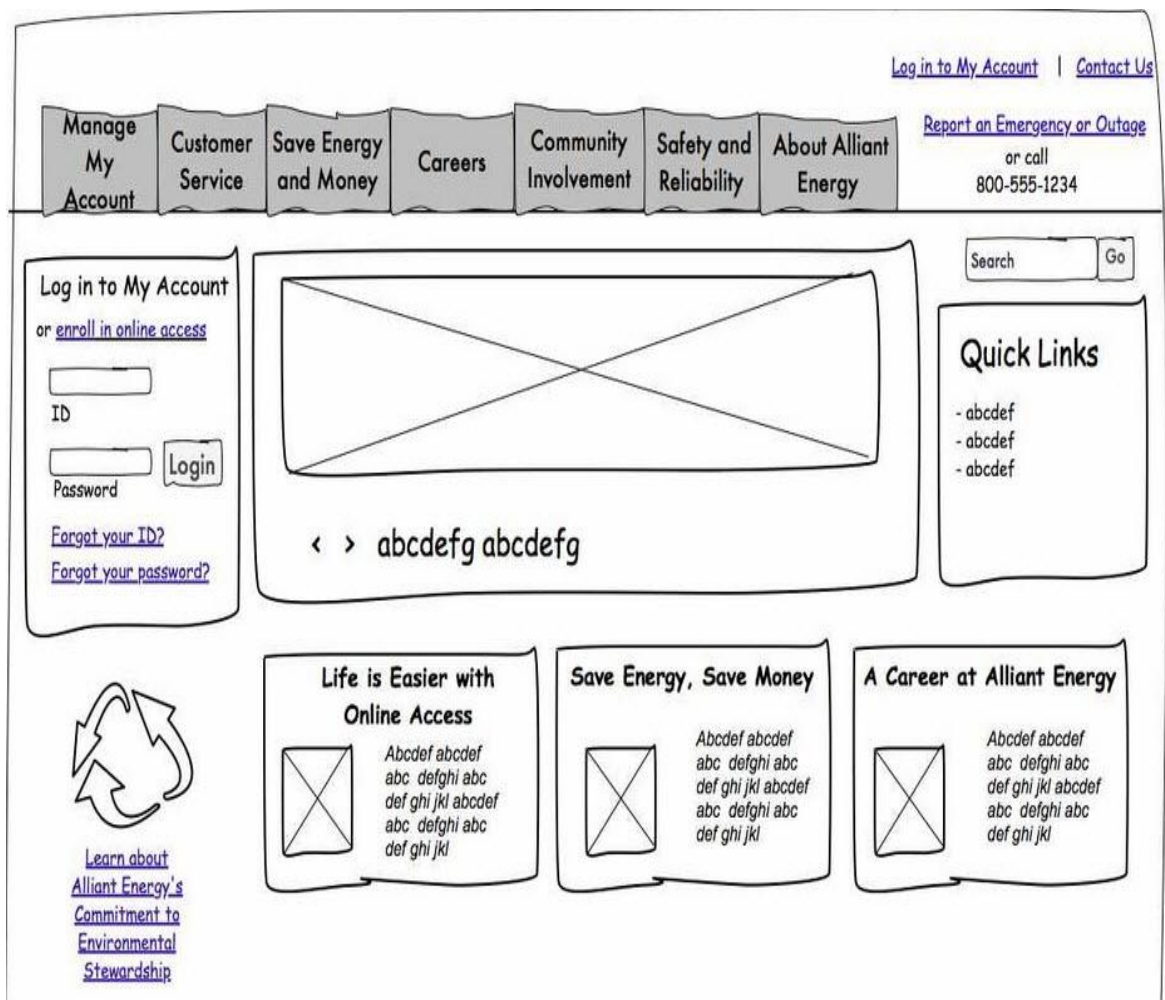 Log in to My Account | Contact Us
Report an Emergency or Outage
or call
800-555-1234
Manage
My
Account
Customer
Service
Save Energy
and Money
Careers
Community
Involvement
Safety and
Reliability
About Alliant
Energy
Search Go
Log in to My Account
or enroll in online access
ID
Login
Password
Forgot your ID?
Forgot your password?
< > abcdefg abcdefg
Quick Links
- abcdef
- abcdef
- abcdef
Life is Easier with
Online Access
Abcdef abcdef
abc defghi abc
def ghi jkl abcdef
abc defghi abc
def ghi jkl
Save Energy, Save Money
Abcdef abcdef
abc defghi abc
def ghi jkl abcdef
abc defghi abc
def ghi jkl
A Career at Alliant Energy
Abcdef abcdef
abc defghi abc
def ghi jkl abcdef
abc defghi abc
def ghi jkl
Learn about
Alliant Energy's
Commitment to
Environmental
Stewardship